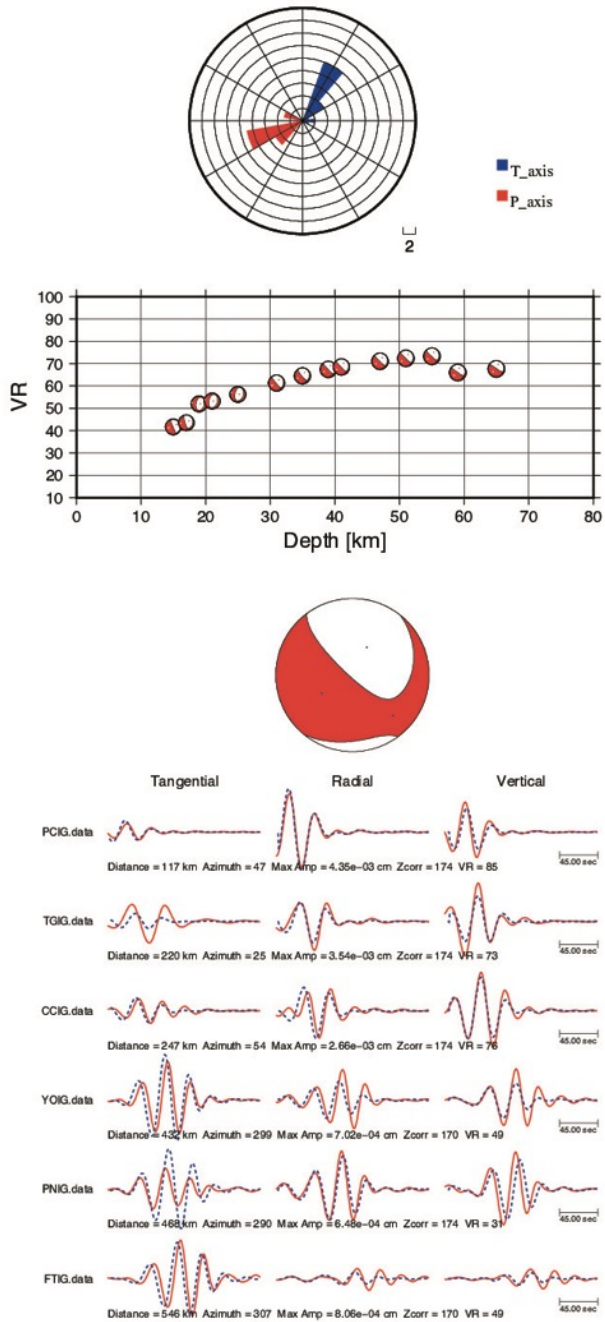 T_axis
P_axis
2
100
90
80
70
60
50
40
30
20
10
VR
0 10 20 30 40 50 60 70 80
Depth [km]
Tangential Radial Vertical
PCIG.data
45.00 sec
Distance = 117 km Azimuth = 47 Max Amp = 4.35e−03 cm Zcorr = 174 VR = 85
TGIG.data
45.00 sec
Distance = 220 km Azimuth = 25 Max Amp = 3.54e−03 cm Zcorr = 174 VR = 73
CCIG.data
45.00 sec
Distance = 247 km Azimuth = 54 Max Amp = 2.66e−03 cm Zcorr = 174 VR = 76
YOIG.data
45.00 sec
Distance = 432 km Azimuth = 299 Max Amp = 7.02e−04 cm Zcorr = 170 VR = 49
PNIG.data
45.00 sec
Distance = 468 km Azimuth = 290 Max Amp = 6.48e−04 cm Zcorr = 174 VR = 31
FTIG.data
45.00 sec
Distance = 546 km Azimuth = 307 Max Amp = 8.06e−04 cm Zcorr = 170 VR = 49